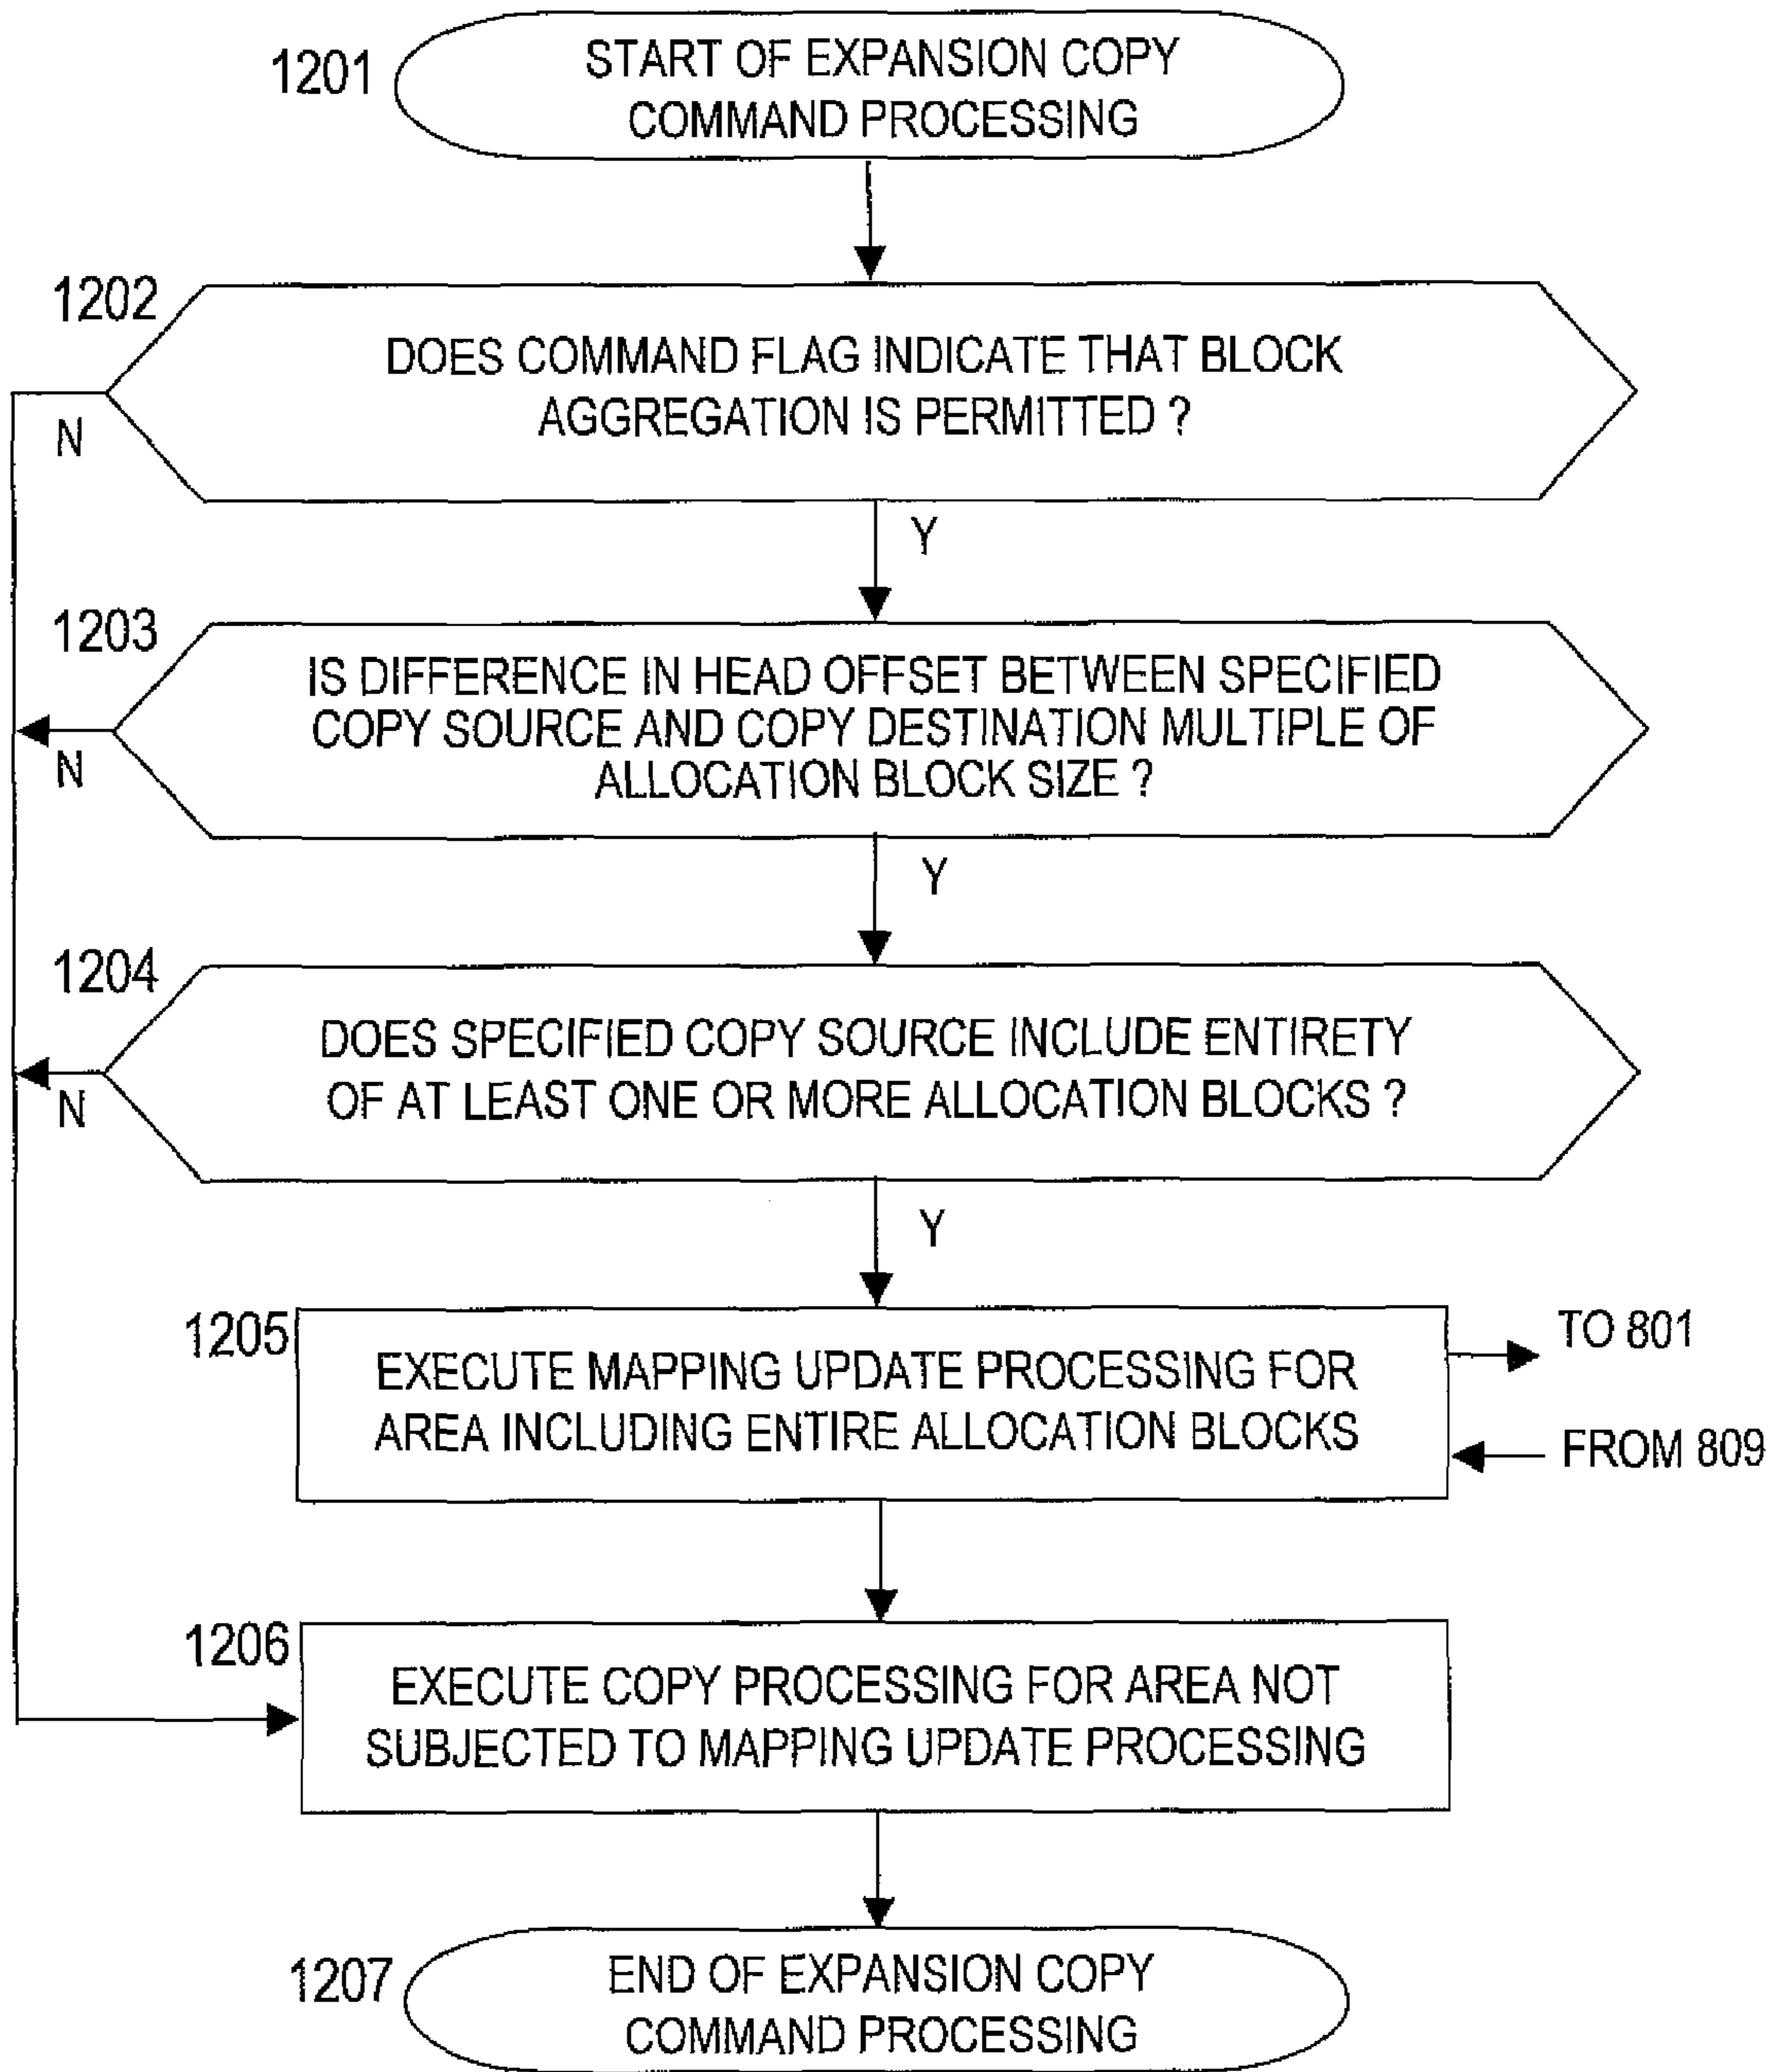 1201
START OF EXPANSION COPY
COMMAND PROCESSING
1202
DOES COMMAND FLAG INDICATE THAT BLOCK
AGGREGATION IS PERMITTED ?
N
Y
1203
IS DIFFERENCE IN HEAD OFFSET BETWEEN SPECIFIED
COPY SOURCE AND COPY DESTINATION MULTIPLE OF
ALLOCATION BLOCK SIZE ?
N
Y
1204
DOES SPECIFIED COPY SOURCE INCLUDE ENTIRETY
OF AT LEAST ONE OR MORE ALLOCATION BLOCKS ?
N
Y
1205
EXECUTE MAPPING UPDATE PROCESSING FOR
AREA INCLUDING ENTIRE ALLOCATION BLOCKS
TO 801
FROM 809
1206
EXECUTE COPY PROCESSING FOR AREA NOT
SUBJECTED TO MAPPING UPDATE PROCESSING
1207
END OF EXPANSION COPY
COMMAND PROCESSING